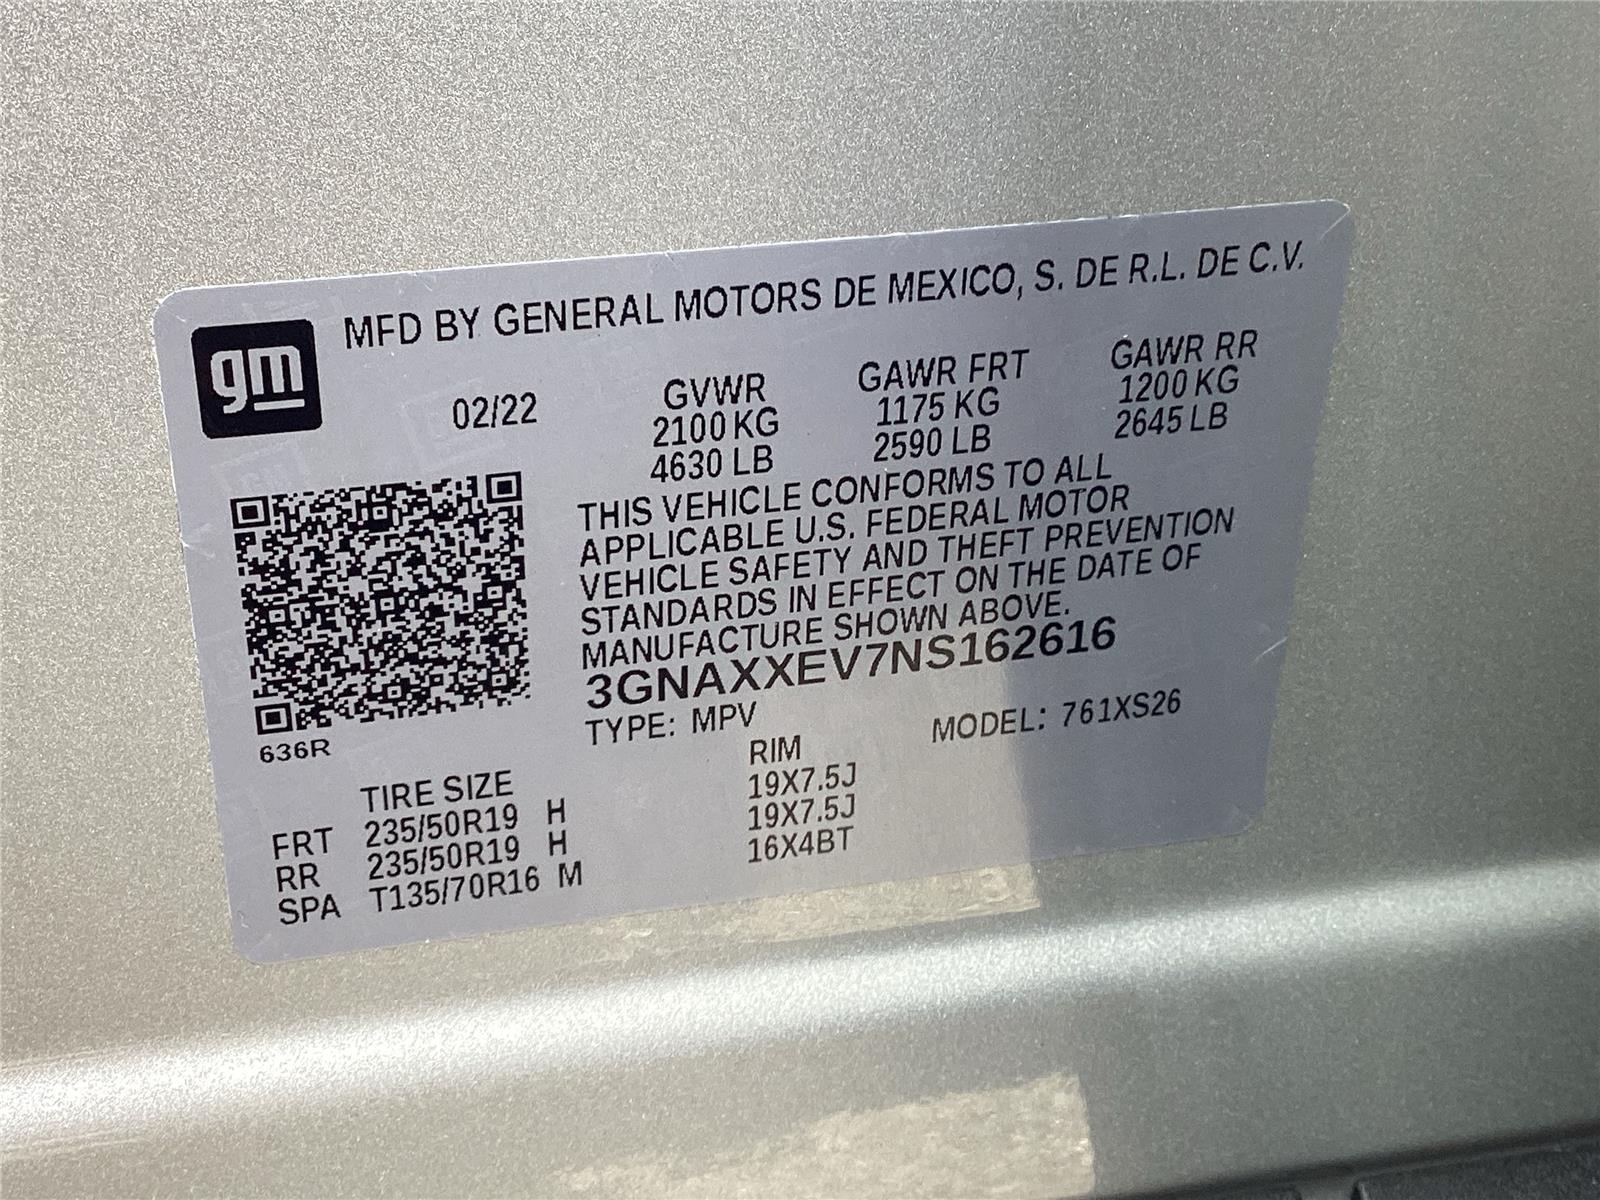 MFD BY GENERAL MOTORS DE MEXICO, S. DE R.L. DE C.V.
gm
02/22
GVWR GAWR FRT GAWR RR
2100 KG 1175 KG 1200 KG
4630 LB 2590 LB 2645 LB
THIS VEHICLE CONFORMS TO ALL
APPLICABLE U.S. FEDERAL MOTOR
VEHICLE SAFETY AND THEFT PREVENTION
STANDARDS IN EFFECT ON THE DATE OF
MANUFACTURE SHOWN ABOVE.
3GNAXXEV7NS162616
TYPE: MPV MODEL: 761XS26
636R
TIRE SIZE RIM
FRT 235/50R19 H 19X7.5J
RR 235/50R19 H 19X7.5J
SPA T135/70R16 M 16X4BT